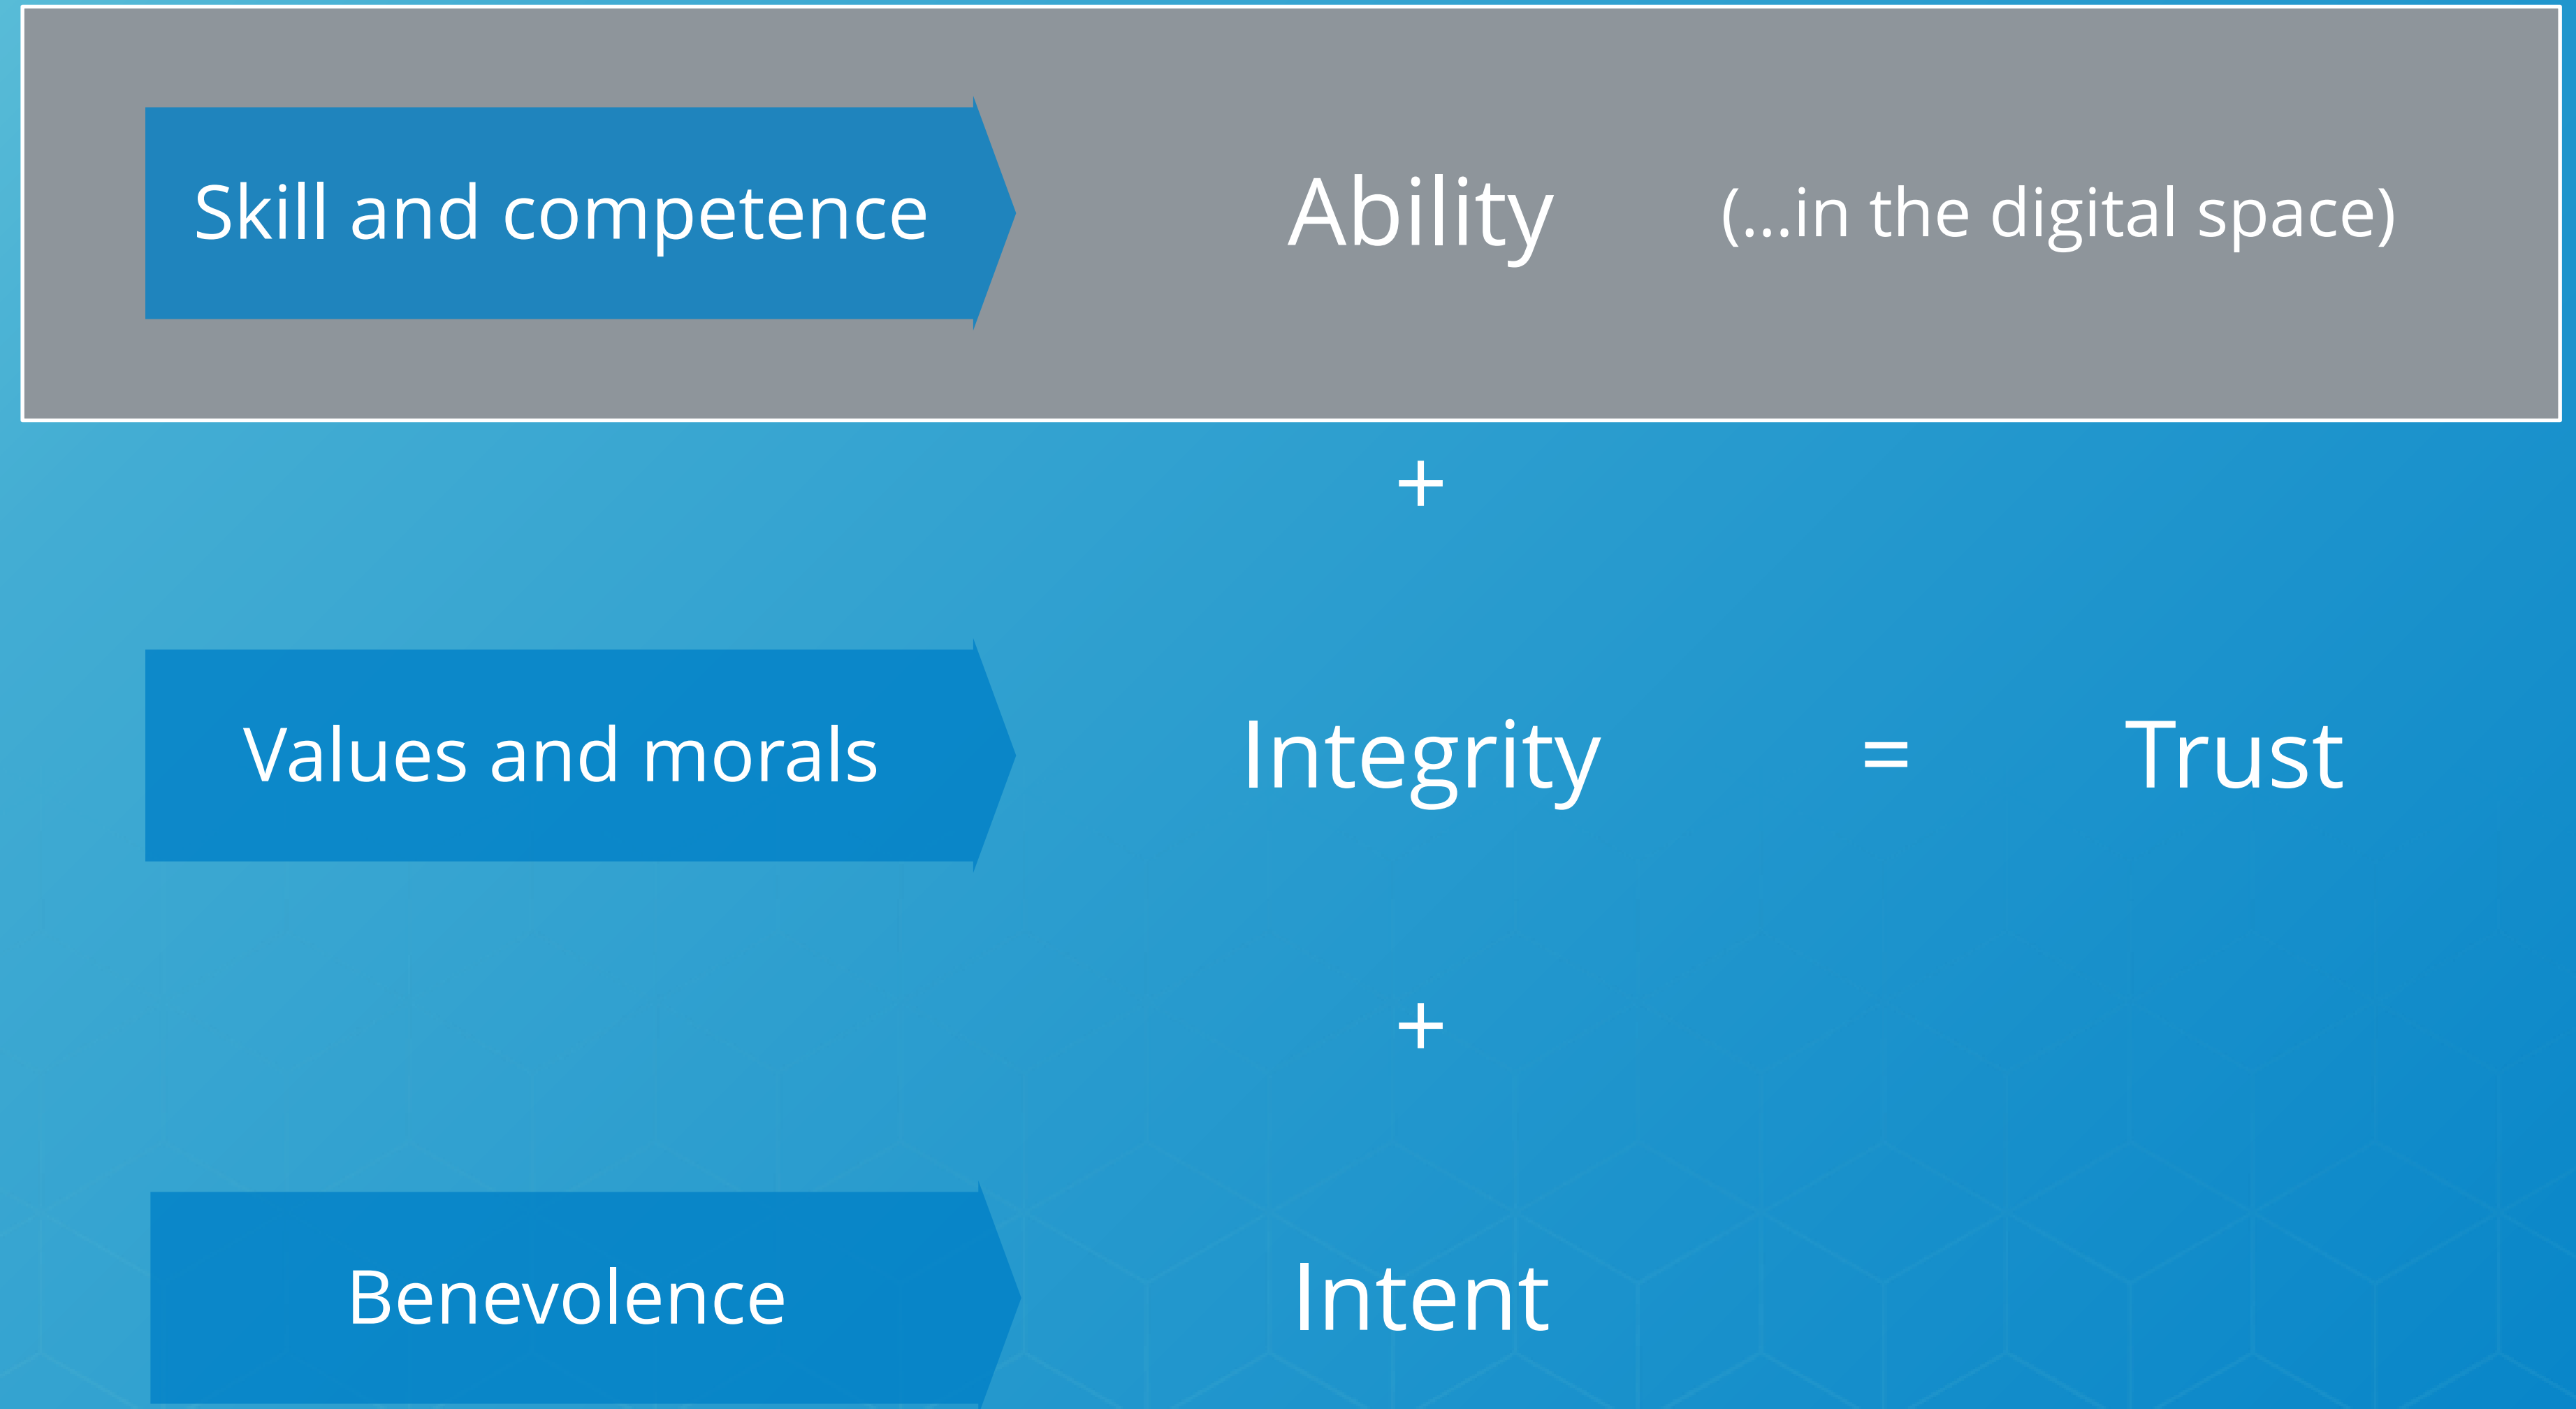 Skill and competence
Ability
(...in the digital space)
+
Values and morals
Integrity
=
Trust
+
Benevolence
Intent